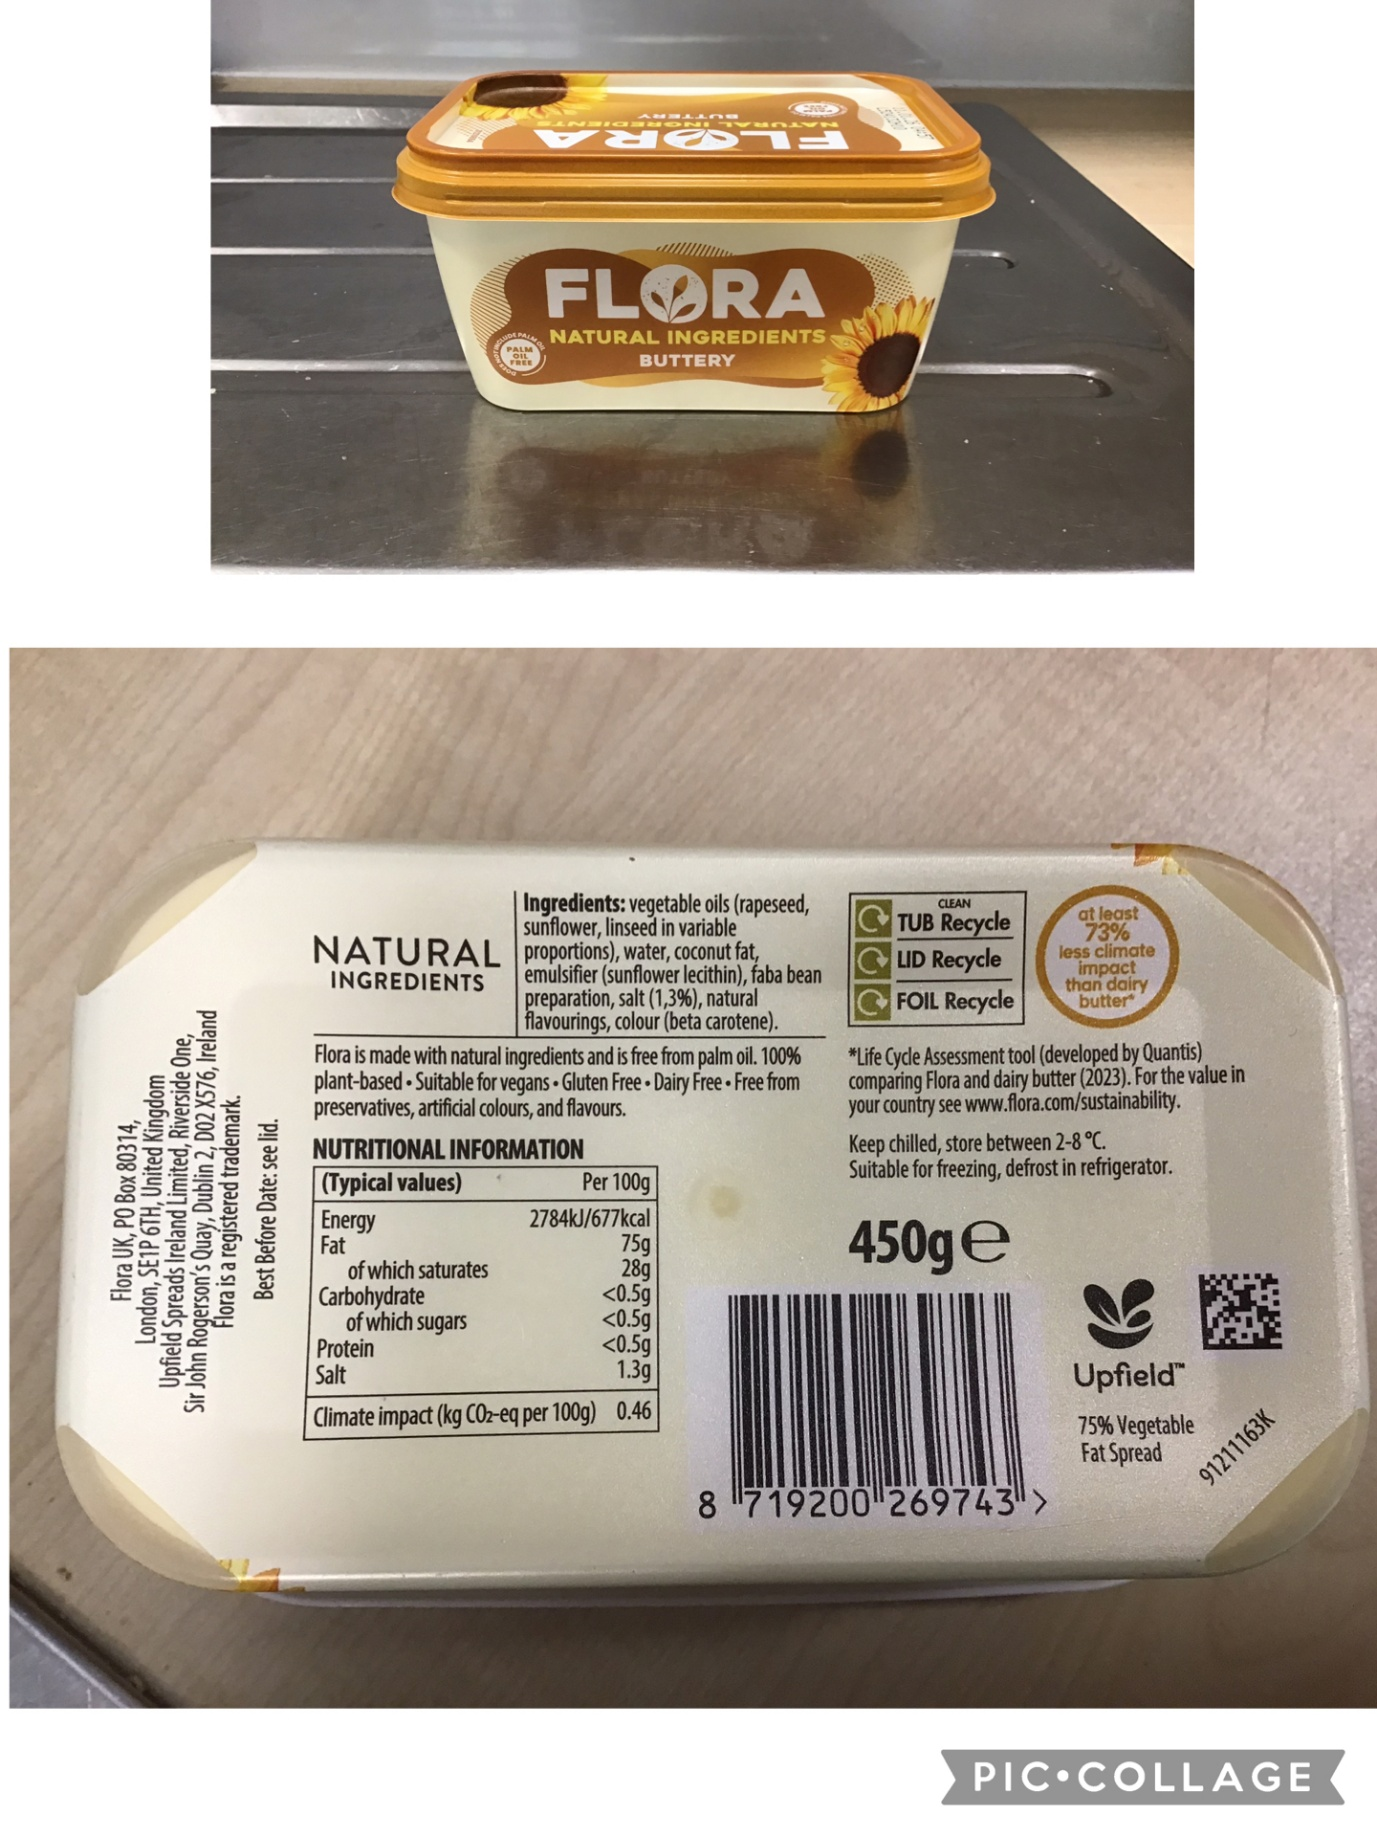 BUTTERY
NATURAL INGREDIENTS
FLORA
FLORA
NATURAL INGREDIENTS
BUTTERY
DOES NOT INCLUDE PALM OIL
PALM
OIL
FREE
NATURAL
INGREDIENTS
Ingredients: vegetable oils (rapeseed,
sunflower, linseed in variable
proportions), water, coconut fat,
emulsifier (sunflower lecithin), faba bean
preparation, salt (1,3%), natural
flavourings, colour (beta carotene).
Flora is made with natural ingredients and is free from palm oil. 100%
plant-based • Suitable for vegans • Gluten Free • Dairy Free • Free from
preservatives, artificial colours, and flavours.
NUTRITIONAL INFORMATION
(Typical values) Per 100g
Energy 2784kJ/677kcal
Fat 75g
of which saturates 28g
Carbohydrate <0.5g
of which sugars <0.5g
Protein <0.5g
Salt 1.3g
Climate impact (kg CO₂-eq per 100g) 0.46
CLEAN
TUB Recycle
LID Recycle
FOIL Recycle
at least
73%
less climate
impact
than dairy
butter*
*Life Cycle Assessment tool (developed by Quantis)
comparing Flora and dairy butter (2023). For the value in
your country see www.flora.com/sustainability.
Keep chilled, store between 2-8 °C.
Suitable for freezing, defrost in refrigerator.
450g e
8 719200 269743 >
Upfield™
75% Vegetable
Fat Spread
91211163K
Flora UK, PO Box 80314,
London, SE1P 6TH, United Kingdom
Upfield Spreads Ireland Limited, Riverside One,
Sir John Rogerson's Quay, Dublin 2, D02 X576, Ireland
Flora is a registered trademark.
Best Before Date: see lid.
PIC•COLLAGE